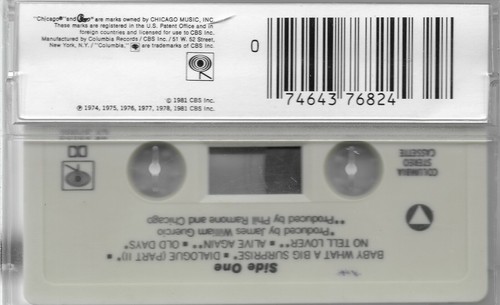 "Chicago®" and are marks owned by CHICAGO MUSIC, INC.
These marks are registered in the U.S. Patent Office and in
foreign countries and licensed for use to CBS Inc.
Manufactured by Columbia Records / CBS Inc. / 51 W. 52 Street,
New York, N.Y. / "Columbia," are trademarks of CBS Inc.
© 1981 CBS Inc.
℗ 1974, 1975, 1976, 1977, 1978, 1981 CBS Inc.
0
74643 76824
Side One
BABY WHAT A BIG SURPRISE* ■ DIALOGUE (PART II)* ■
NO TELL LOVER** ■ ALIVE AGAIN** ■ OLD DAYS*
*Produced by James William Guercio
**Produced by Phil Ramone and Chicago
COLUMBIA
STEREO
CASSETTE